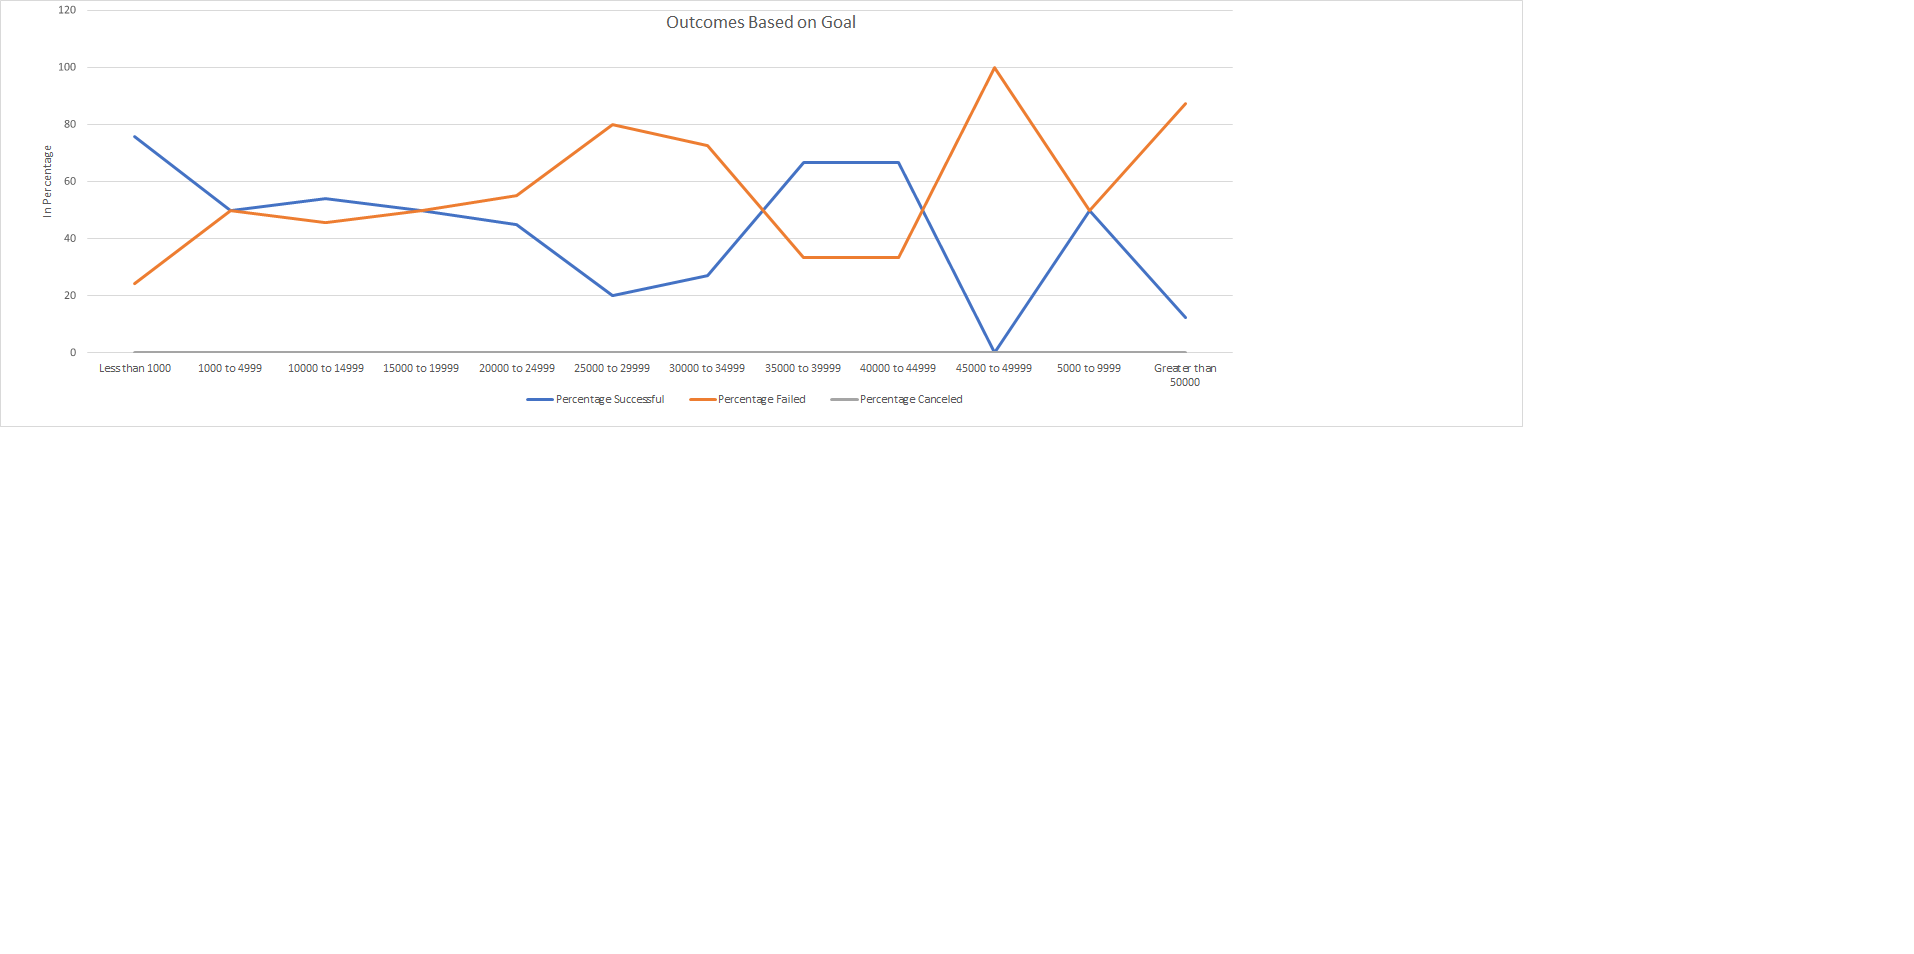 Outcomes Based on Goal
In Percentage
120
100
80
60
40
20
0
Less than 1000
1000 to 4999
10000 to 14999
15000 to 19999
20000 to 24999
25000 to 29999
30000 to 34999
35000 to 39999
40000 to 44999
45000 to 49999
5000 to 9999
Greater than
50000
Percentage Successful
Percentage Failed
Percentage Canceled